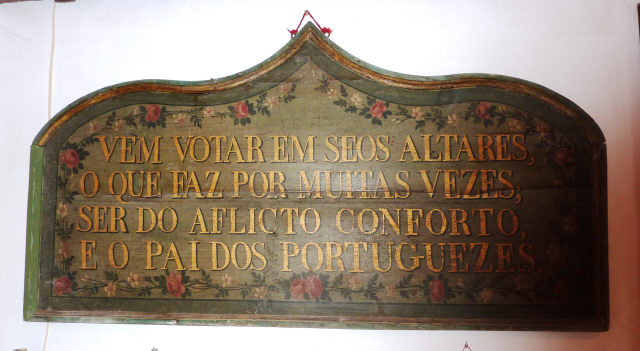 VEM VOTAR EM SEOS ALTARES,
O QUE FAZ POR MUITAS VEZES,
SER DO AFLICTO CONFORTO,
E O PAI DOS PORTUGUEZES.